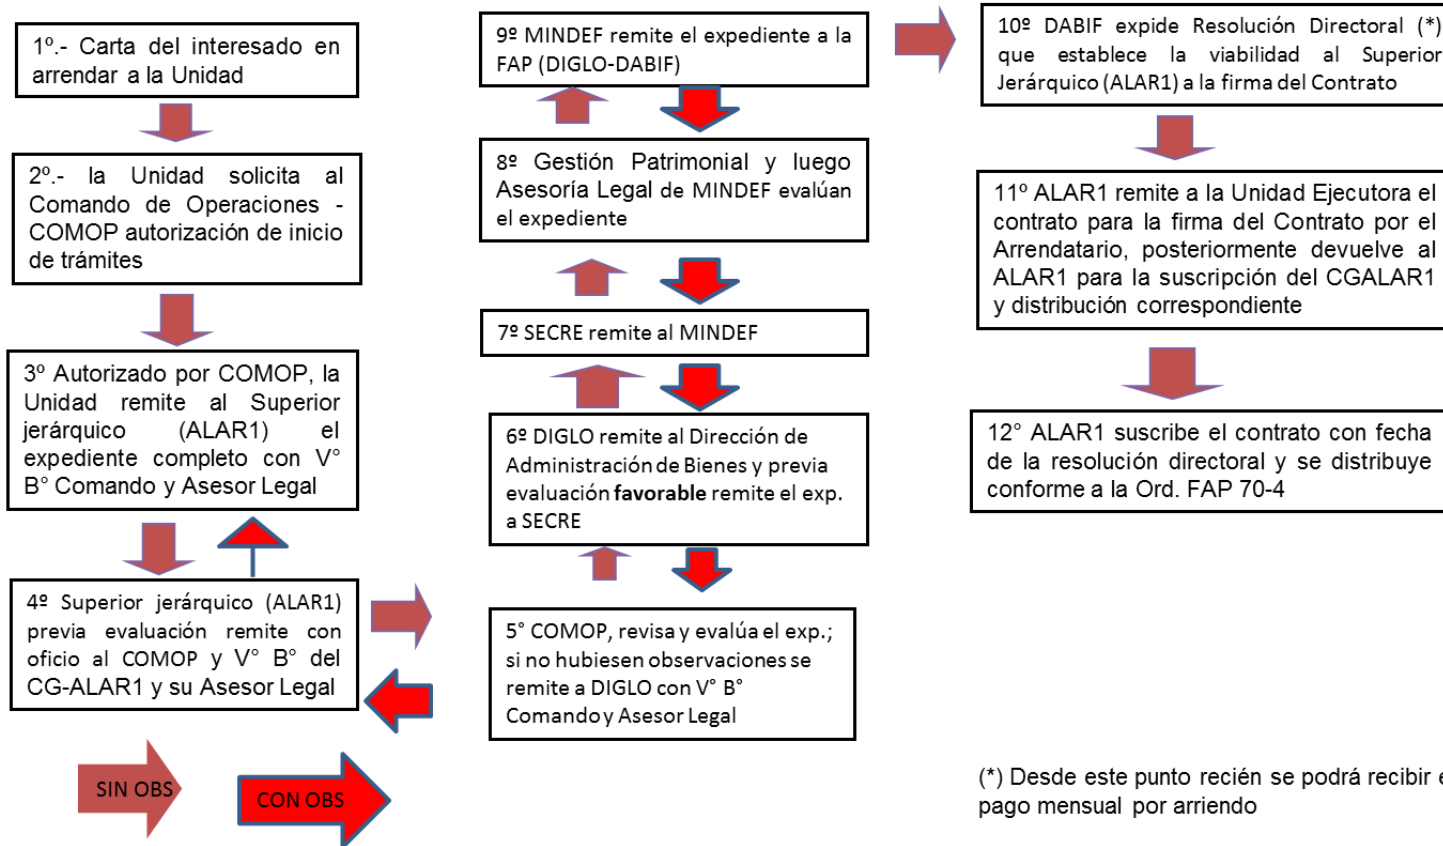 1º.- Carta del interesado en
arrendar a la Unidad
2º.- la Unidad solicita al
Comando de Operaciones -
COMOP autorización de inicio
de trámites
3º Autorizado por COMOP, la
Unidad remite al Superior
jerárquico (ALAR1) el
expediente completo con V°
B° Comando y Asesor Legal
4º Superior jerárquico (ALAR1)
previa evaluación remite con
oficio al COMOP y V° B° del
CG-ALAR1 y su Asesor Legal
SIN OBS
CON OBS
9º MINDEF remite el expediente a la
FAP (DIGLO-DABIF)
8º Gestión Patrimonial y luego
Asesoría Legal de MINDEF evalúan
el expediente
7º SECRE remite al MINDEF
6º DIGLO remite al Dirección de
Administración de Bienes y previa
evaluación favorable remite el exp.
a SECRE
5° COMOP, revisa y evalúa el exp.;
si no hubiesen observaciones se
remite a DIGLO con V° B°
Comando y Asesor Legal
10º DABIF expide Resolución Directoral (*)
que establece la viabilidad al Superior
Jerárquico (ALAR1) a la firma del Contrato
11º ALAR1 remite a la Unidad Ejecutora el
contrato para la firma del Contrato por el
Arrendatario, posteriormente devuelve al
ALAR1 para la suscripción del CGALAR1
y distribución correspondiente
12° ALAR1 suscribe el contrato con fecha
de la resolución directoral y se distribuye
conforme a la Ord. FAP 70-4
(*) Desde este punto recién se podrá recibir e
pago mensual por arriendo